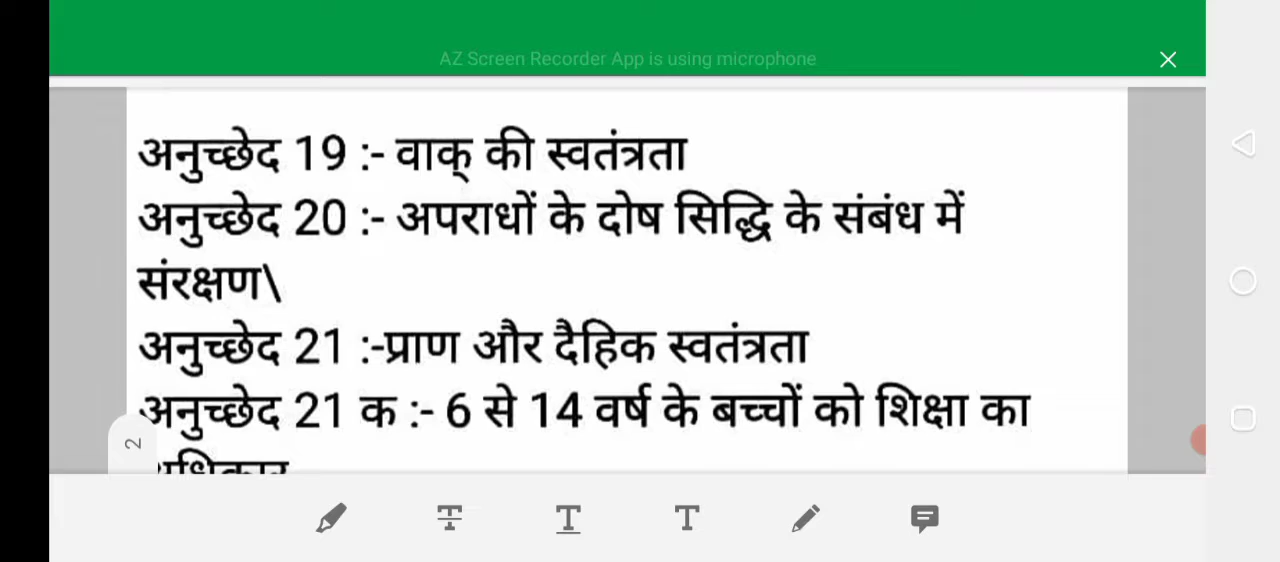 AZ Screen Recorder App is using microphone
अनुच्छेद 19 :- वाक् की स्वतंत्रता
अनुच्छेद 20 :- अपराधों के दोष सिद्धि के संबंध में
संरक्षण\
अनुच्छेद 21 :-प्राण और दैहिक स्वतंत्रता
अनुच्छेद 21 क :- 6 से 14 वर्ष के बच्चों को शिक्षा का
2